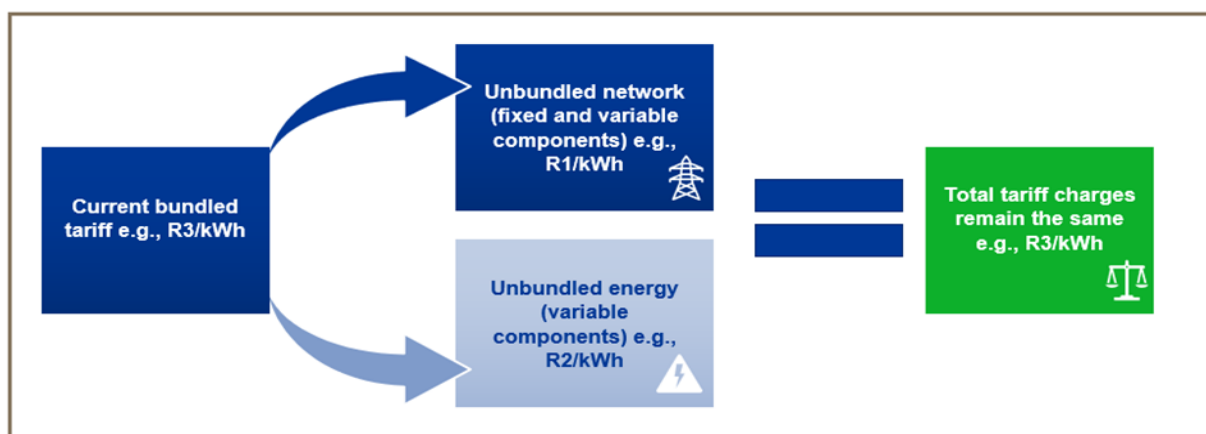 Current bundled
tariff e.g., R3/kWh
Unbundled network
(fixed and variable
components) e.g.,
R1/kWh
Unbundled energy
(variable
components) e.g.,
R2/kWh
Total tariff charges
remain the same
e.g., R3/kWh